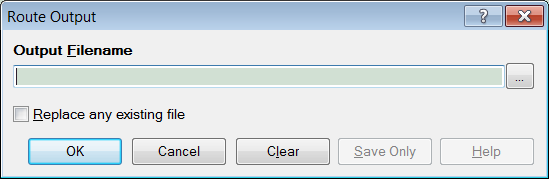 Route Output
?
Output Filename
...
Replace any existing file
OK Cancel Clear Save Only Help